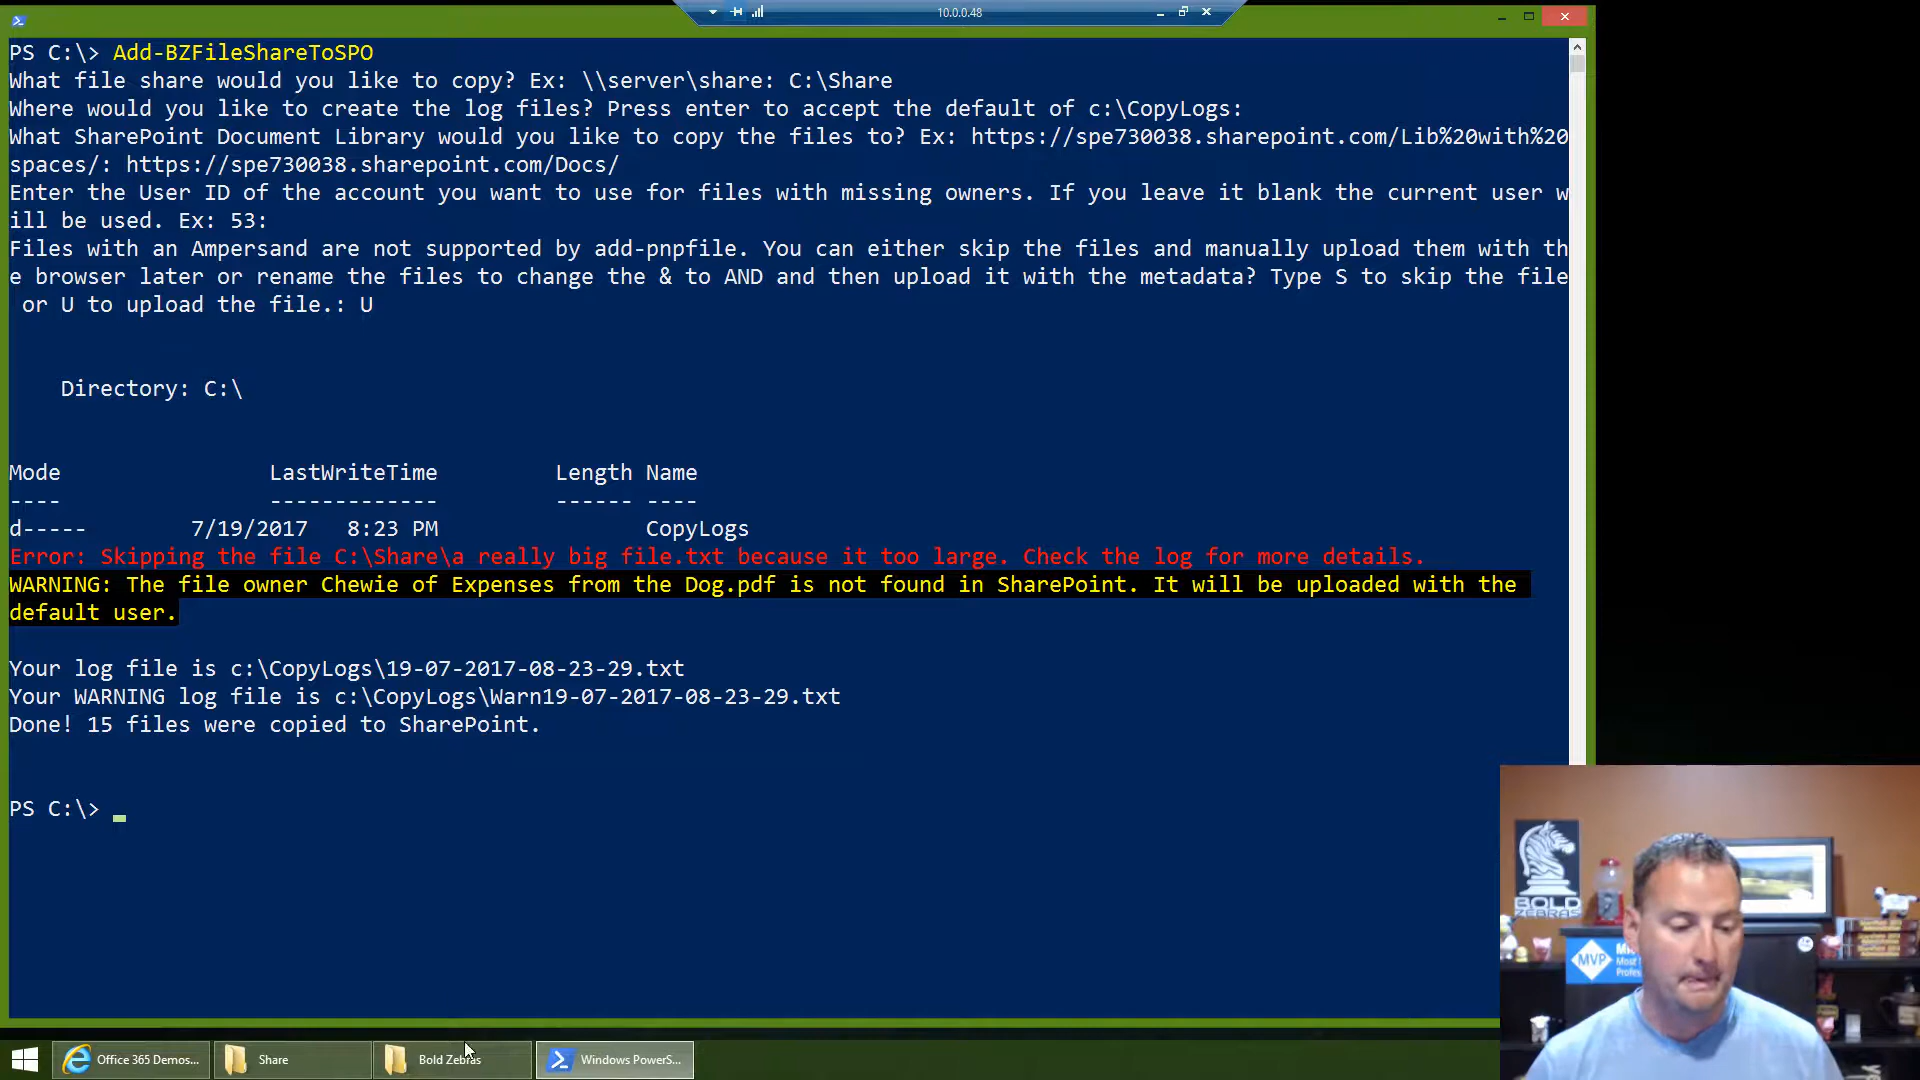 10.0.0.48
PS C:\> Add-BZFileShareToSPO
What file share would you like to copy? Ex: \\server\share: C:\Share
Where would you like to create the log files? Press enter to accept the default of c:\CopyLogs:
What SharePoint Document Library would you like to copy the files to? Ex: https://spe730038.sharepoint.com/Lib%20with%20
spaces/: https://spe730038.sharepoint.com/Docs/
Enter the User ID of the account you want to use for files with missing owners. If you leave it blank the current user w
ill be used. Ex: 53:
Files with an Ampersand are not supported by add-pnpfile. You can either skip the files and manually upload them with th
e browser later or rename the files to change the & to AND and then upload it with the metadata? Type S to skip the file
or U to upload the file.: U
Directory: C:\
Mode LastWriteTime Length Name
---- ------------- ------ ----
d----- 7/19/2017 8:23 PM CopyLogs
Error: Skipping the file C:\Share\a really big file.txt because it too large. Check the log for more details.
WARNING: The file owner Chewie of Expenses from the Dog.pdf is not found in SharePoint. It will be uploaded with the
default user.
Your log file is c:\CopyLogs\19-07-2017-08-23-29.txt
Your WARNING log file is c:\CopyLogs\Warn19-07-2017-08-23-29.txt
Done! 15 files were copied to SharePoint.
PS C:\>
BOLD
ZEBRAS
MVP
Most
Profes
Office 365 Demos...
Share
Bold Zebras
Windows PowerS...